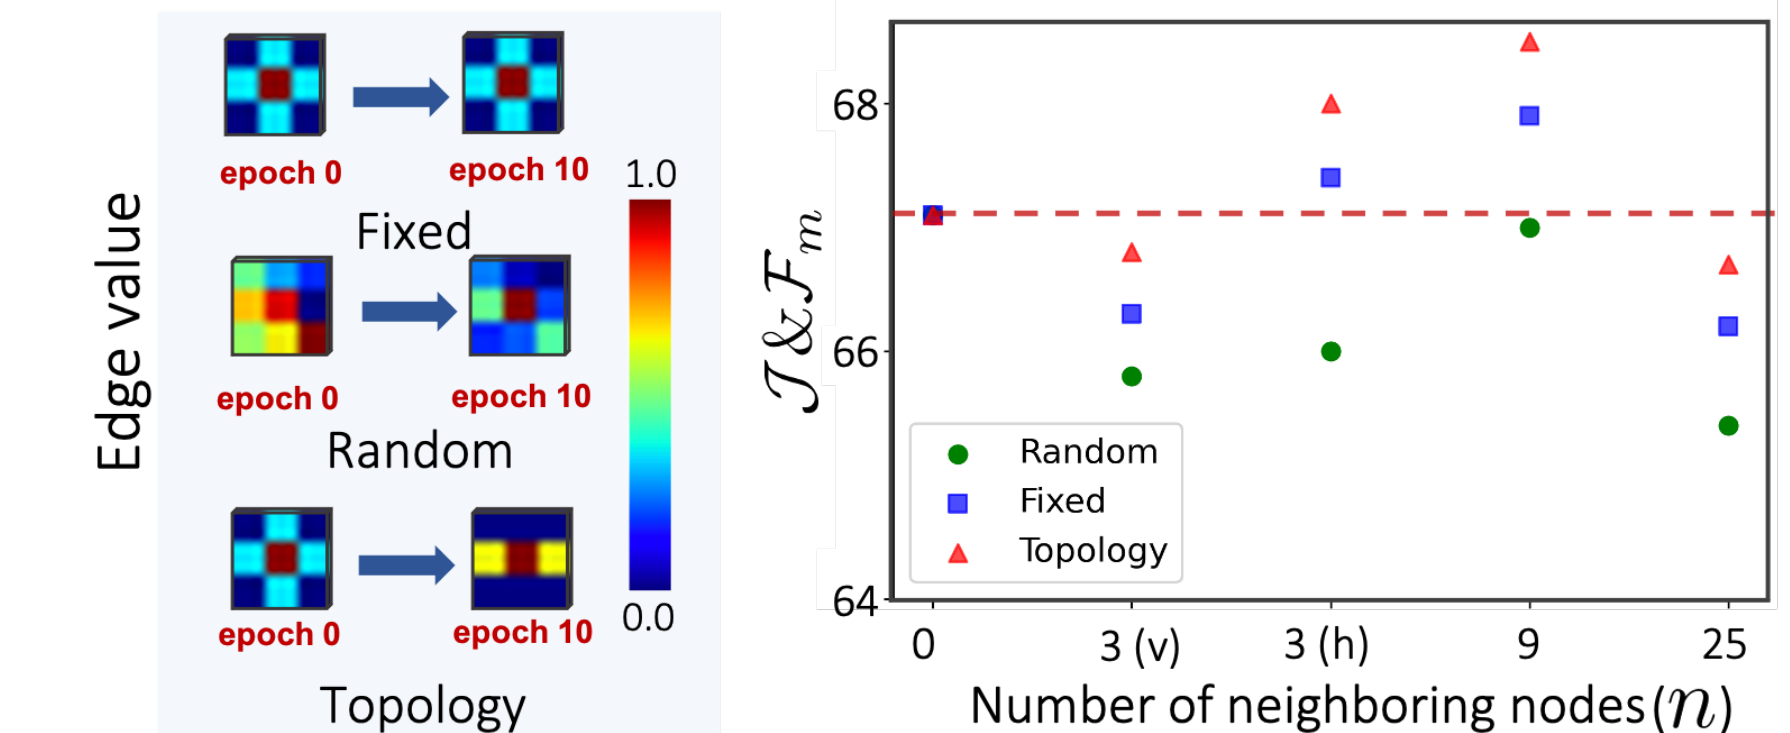 Edge value
epoch 0
epoch 10
Fixed
epoch 0
epoch 10
Random
epoch 0
epoch 10
Topology
1.0
0.0
𝒥&ℱₘ
68
66
64
Random
Fixed
Topology
0
3 (v)
3 (h)
9
25
Number of neighboring nodes(n)